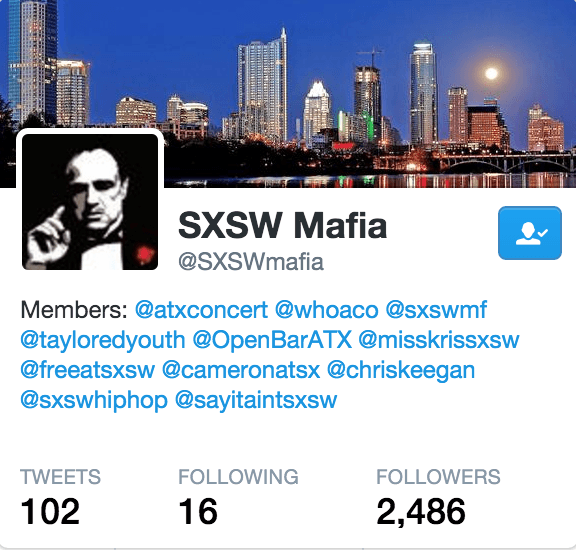 SXSW Mafia
@SXSWmafia
Members: @atxconcert @whoaco @sxswmf
@tayloredyouth @OpenBarATX @misskrissxsw
@freeatsxsw @cameronatsx @chriskeegan
@sxswhiphop @sayitaintsxsw
TWEETS FOLLOWING FOLLOWERS
102 16 2,486